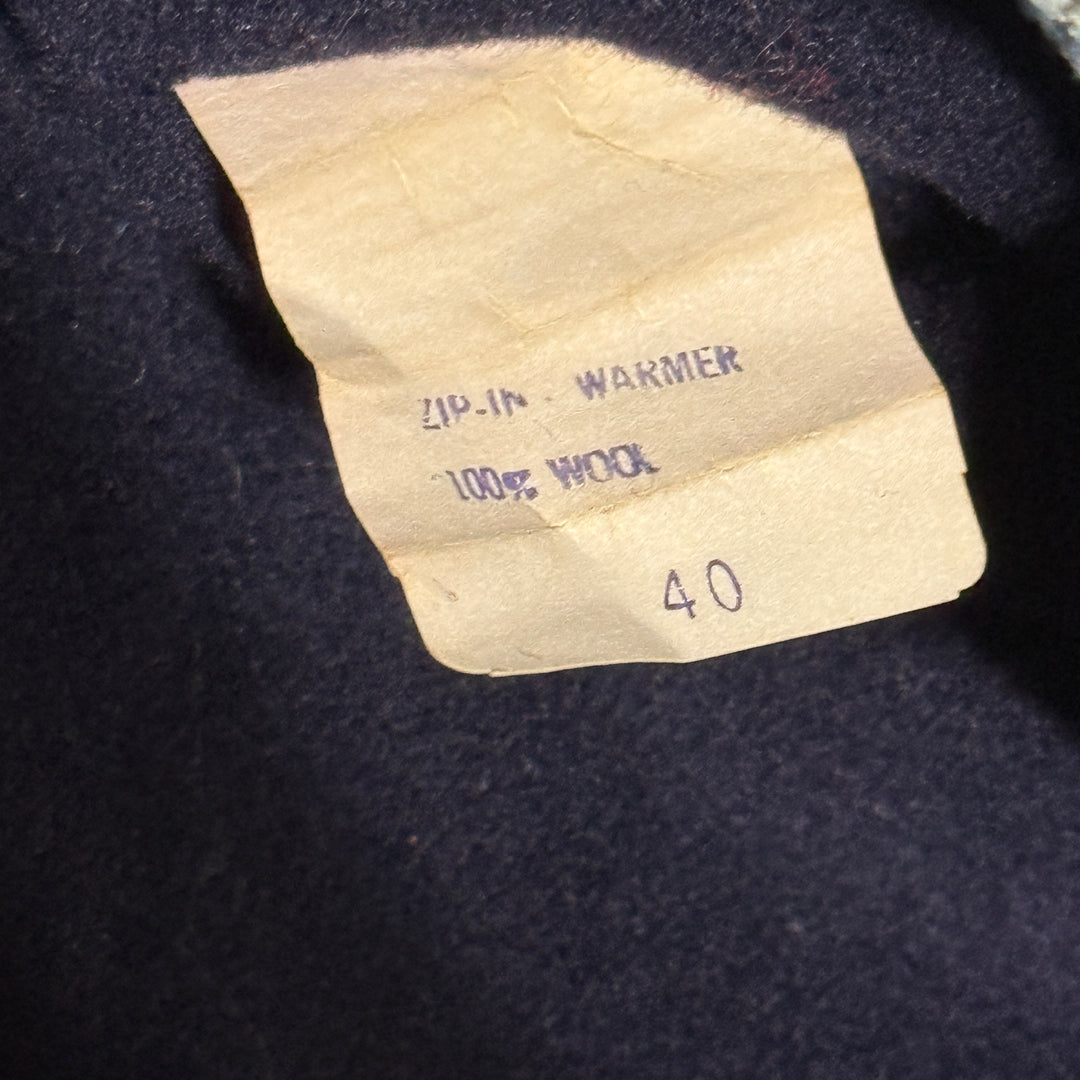 ZIP-IN - WARMER
100% WOOL
40